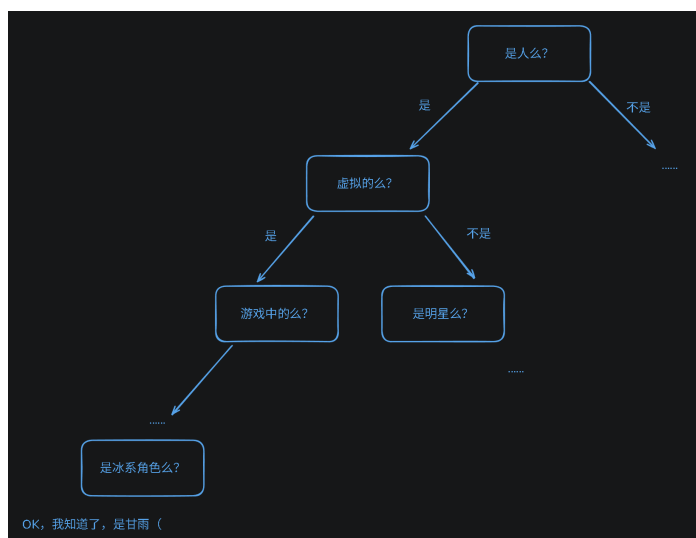 是人么？
是
不是
……
虚拟的么？
是
不是
游戏中的么？
是明星么？
……
……
是冰系角色么？
OK，我知道了，是甘雨（